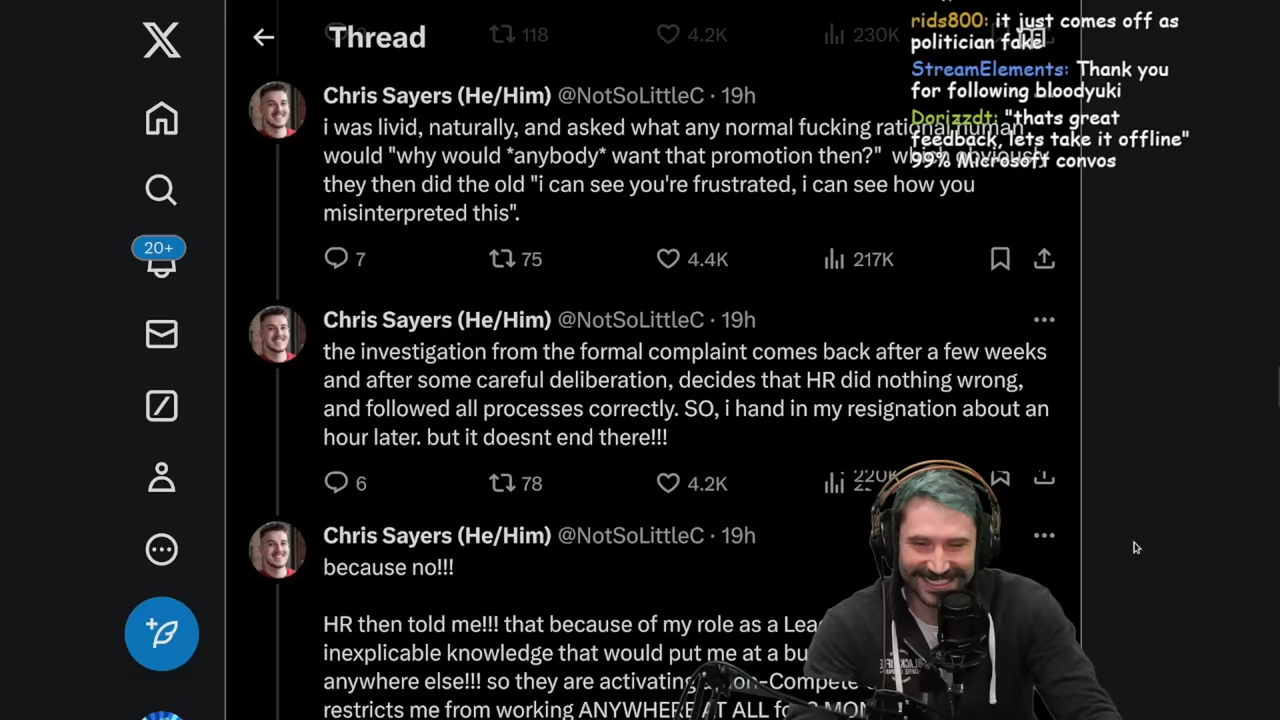 Thread
118
4.2K
230K
rids800: it just comes off as
politician fake
StreamElements: Thank you
for following bloodyuki
Dorizzdt: "thats great
feedback, lets take it offline"
99% Microsoft convos
20+
Chris Sayers (He/Him) @NotSoLittleC · 19h
i was livid, naturally, and asked what any normal fucking rational human
would "why would *anybody* want that promotion then?" which obviously
they then did the old "i can see you're frustrated, i can see how you
misinterpreted this".
7
75
4.4K
217K
Chris Sayers (He/Him) @NotSoLittleC · 19h
the investigation from the formal complaint comes back after a few weeks
and after some careful deliberation, decides that HR did nothing wrong,
and followed all processes correctly. SO, i hand in my resignation about an
hour later. but it doesnt end there!!!
6
78
4.2K
220K
Chris Sayers (He/Him) @NotSoLittleC · 19h
because no!!!
HR then told me!!! that because of my role as a
inexplicable knowledge that would put me at a
anywhere else!!! so they are activating
restricts me from working ANYWHERE AT ALL